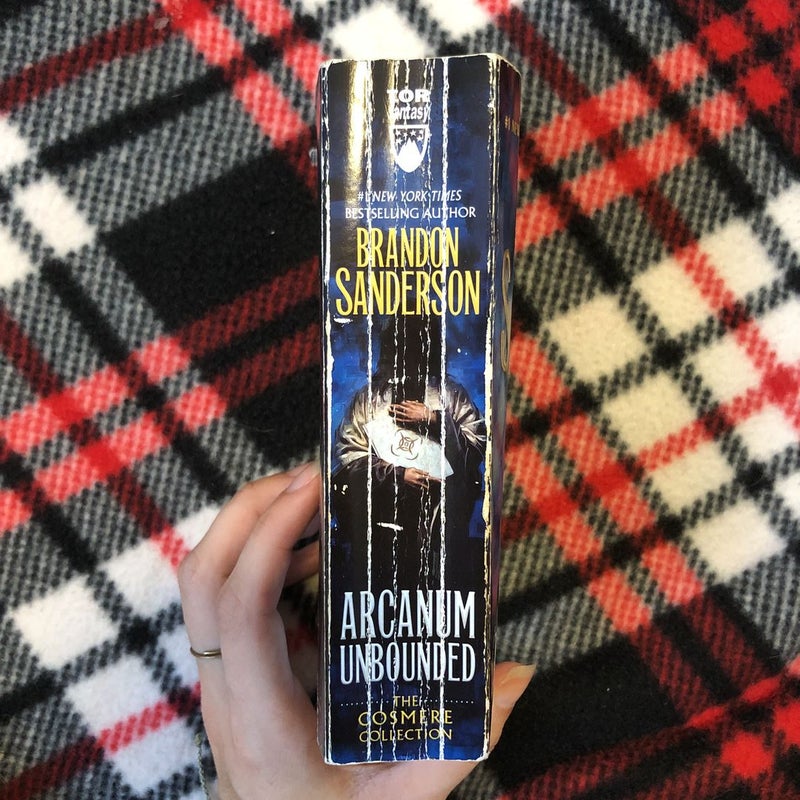 TOR
fantasy
#1 NEW YORK TIMES
BESTSELLING AUTHOR
BRANDON
SANDERSON
ARCANUM
UNBOUNDED
THE
COSMERE
COLLECTION